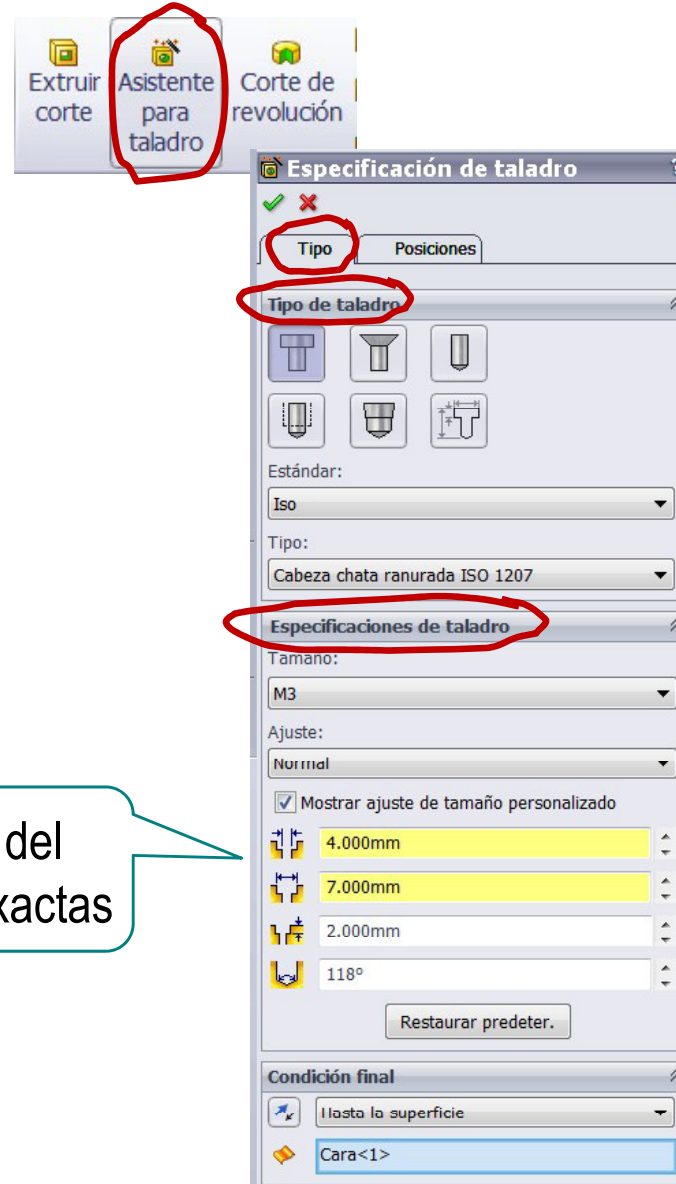 Extruir corte
Asistente para taladro
Corte de revolución
Especificación de taladro
Tipo
Posiciones
Tipo de taladro
Estándar:
Iso
Tipo:
Cabeza chata ranurada ISO 1207
Especificaciones de taladro
Tamaño:
M3
Ajuste:
Normal
Mostrar ajuste de tamaño personalizado
del
4.000mm
xactas
7.000mm
2.000mm
118º
Restaurar predeter.
Condición final
Hasta la superficie
Cara<1>